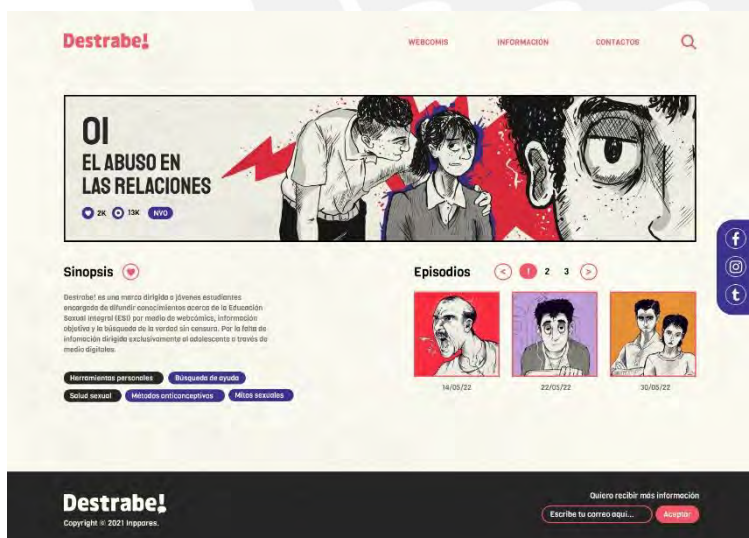 Destrabe!
WEBCOMIS INFORMACION CONTACTOS
01
EL ABUSO EN
LAS RELACIONES
2K 13K NVO
Sinopsis
Destrabe! es una marca dirigida a jóvenes estudiantes
encargada de difundir conocimientos acerca de la Educación
Sexual Integral (ESI) por medio de webcómics, información
objetiva y la búsqueda de la verdad sin censura. Por la falta de
infomación dirigida exclusivamente al adolescente a través de
medio digitales.
Herramientas personales Búsqueda de ayuda
Salud sexual Métodos anticonceptivos Mitos sexuales
Episodios < 1 2 3 >
14/05/22 22/05/22 30/05/22
Destrabe!
Copyright © 2021 Inppares.
Quiero recibir más información
Escribe tu correo aquí... Aceptar